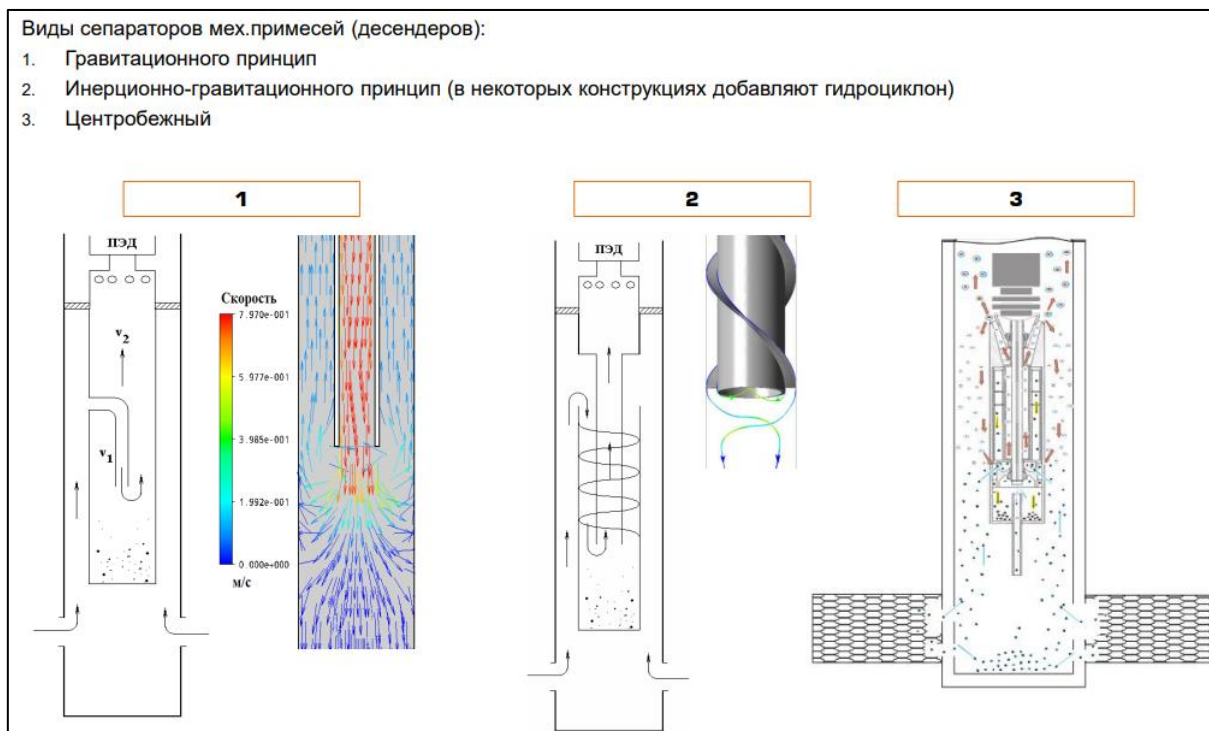 Виды сепараторов мех.примесей (десендеров):
1. Гравитационного принцип
2. Инерционно-гравитационного принцип (в некоторых конструкциях добавляют гидроциклон)
3. Центробежный
1
2
3
ПЭД
v₂
v₁
Скорость
7.970e-001
5.977e-001
3.985e-001
1.992e-001
0.000e+000
м/с
ПЭД